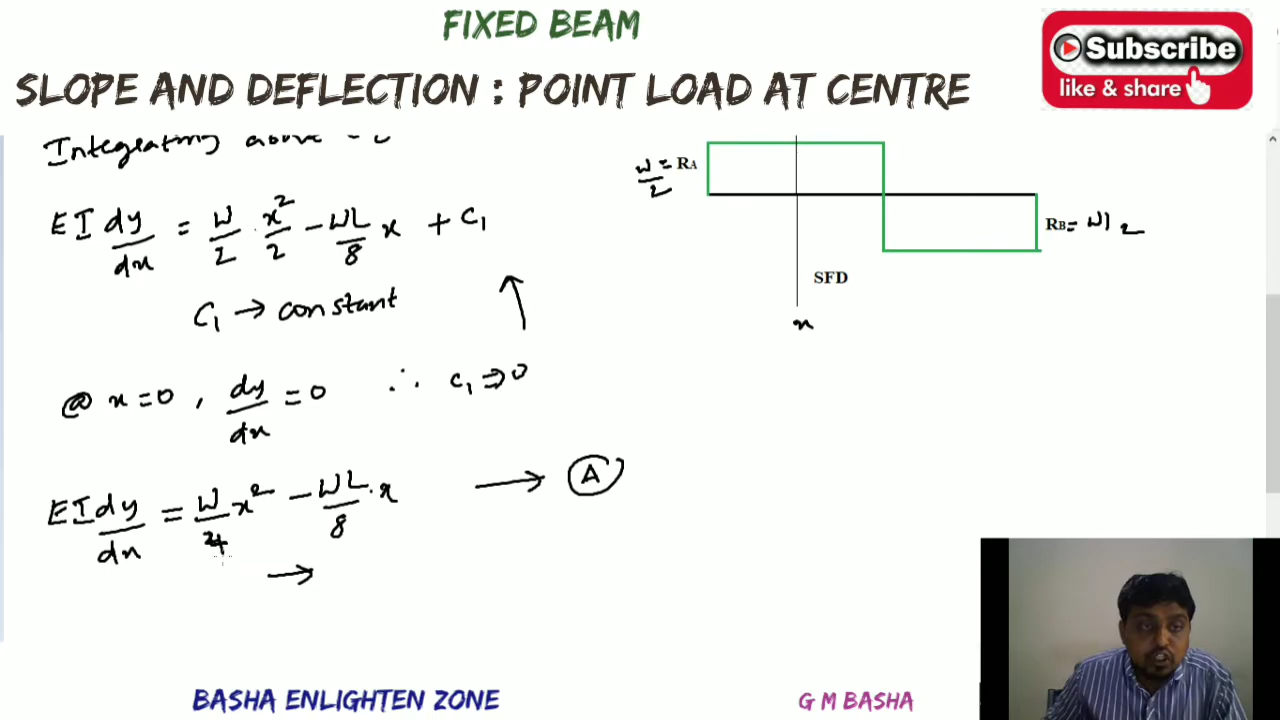 FIXED BEAM
SLOPE AND DEFLECTION : POINT LOAD AT CENTRE
Subscribe
like & share
Integrating above
EI dy/dx = W/2 . x²/2 - WL/8 x + C₁
C₁ → constant
@ x = 0 , dy/dx = 0 ∴ C₁ ⇒ 0
EI dy/dx = W/4 x² - WL/8 . x → A
→
W/2 = RA
RB = W/2
SFD
x
BASHA ENLIGHTEN ZONE
G M BASHA